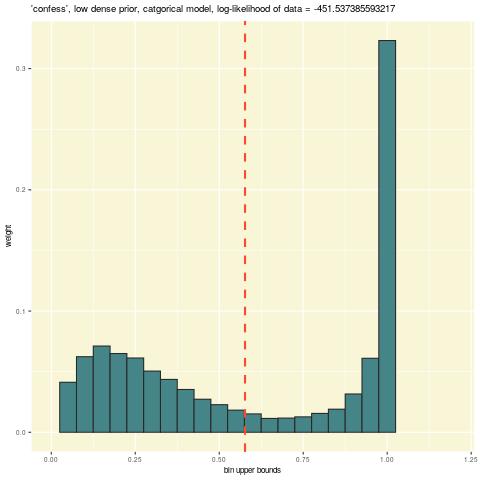 'confess', low dense prior, catgorical model, log-likelihood of data = -451.537385593217
0.3
0.2
0.1
0.0
weight
0.00 0.25 0.50 0.75 1.00 1.25
bin upper bounds